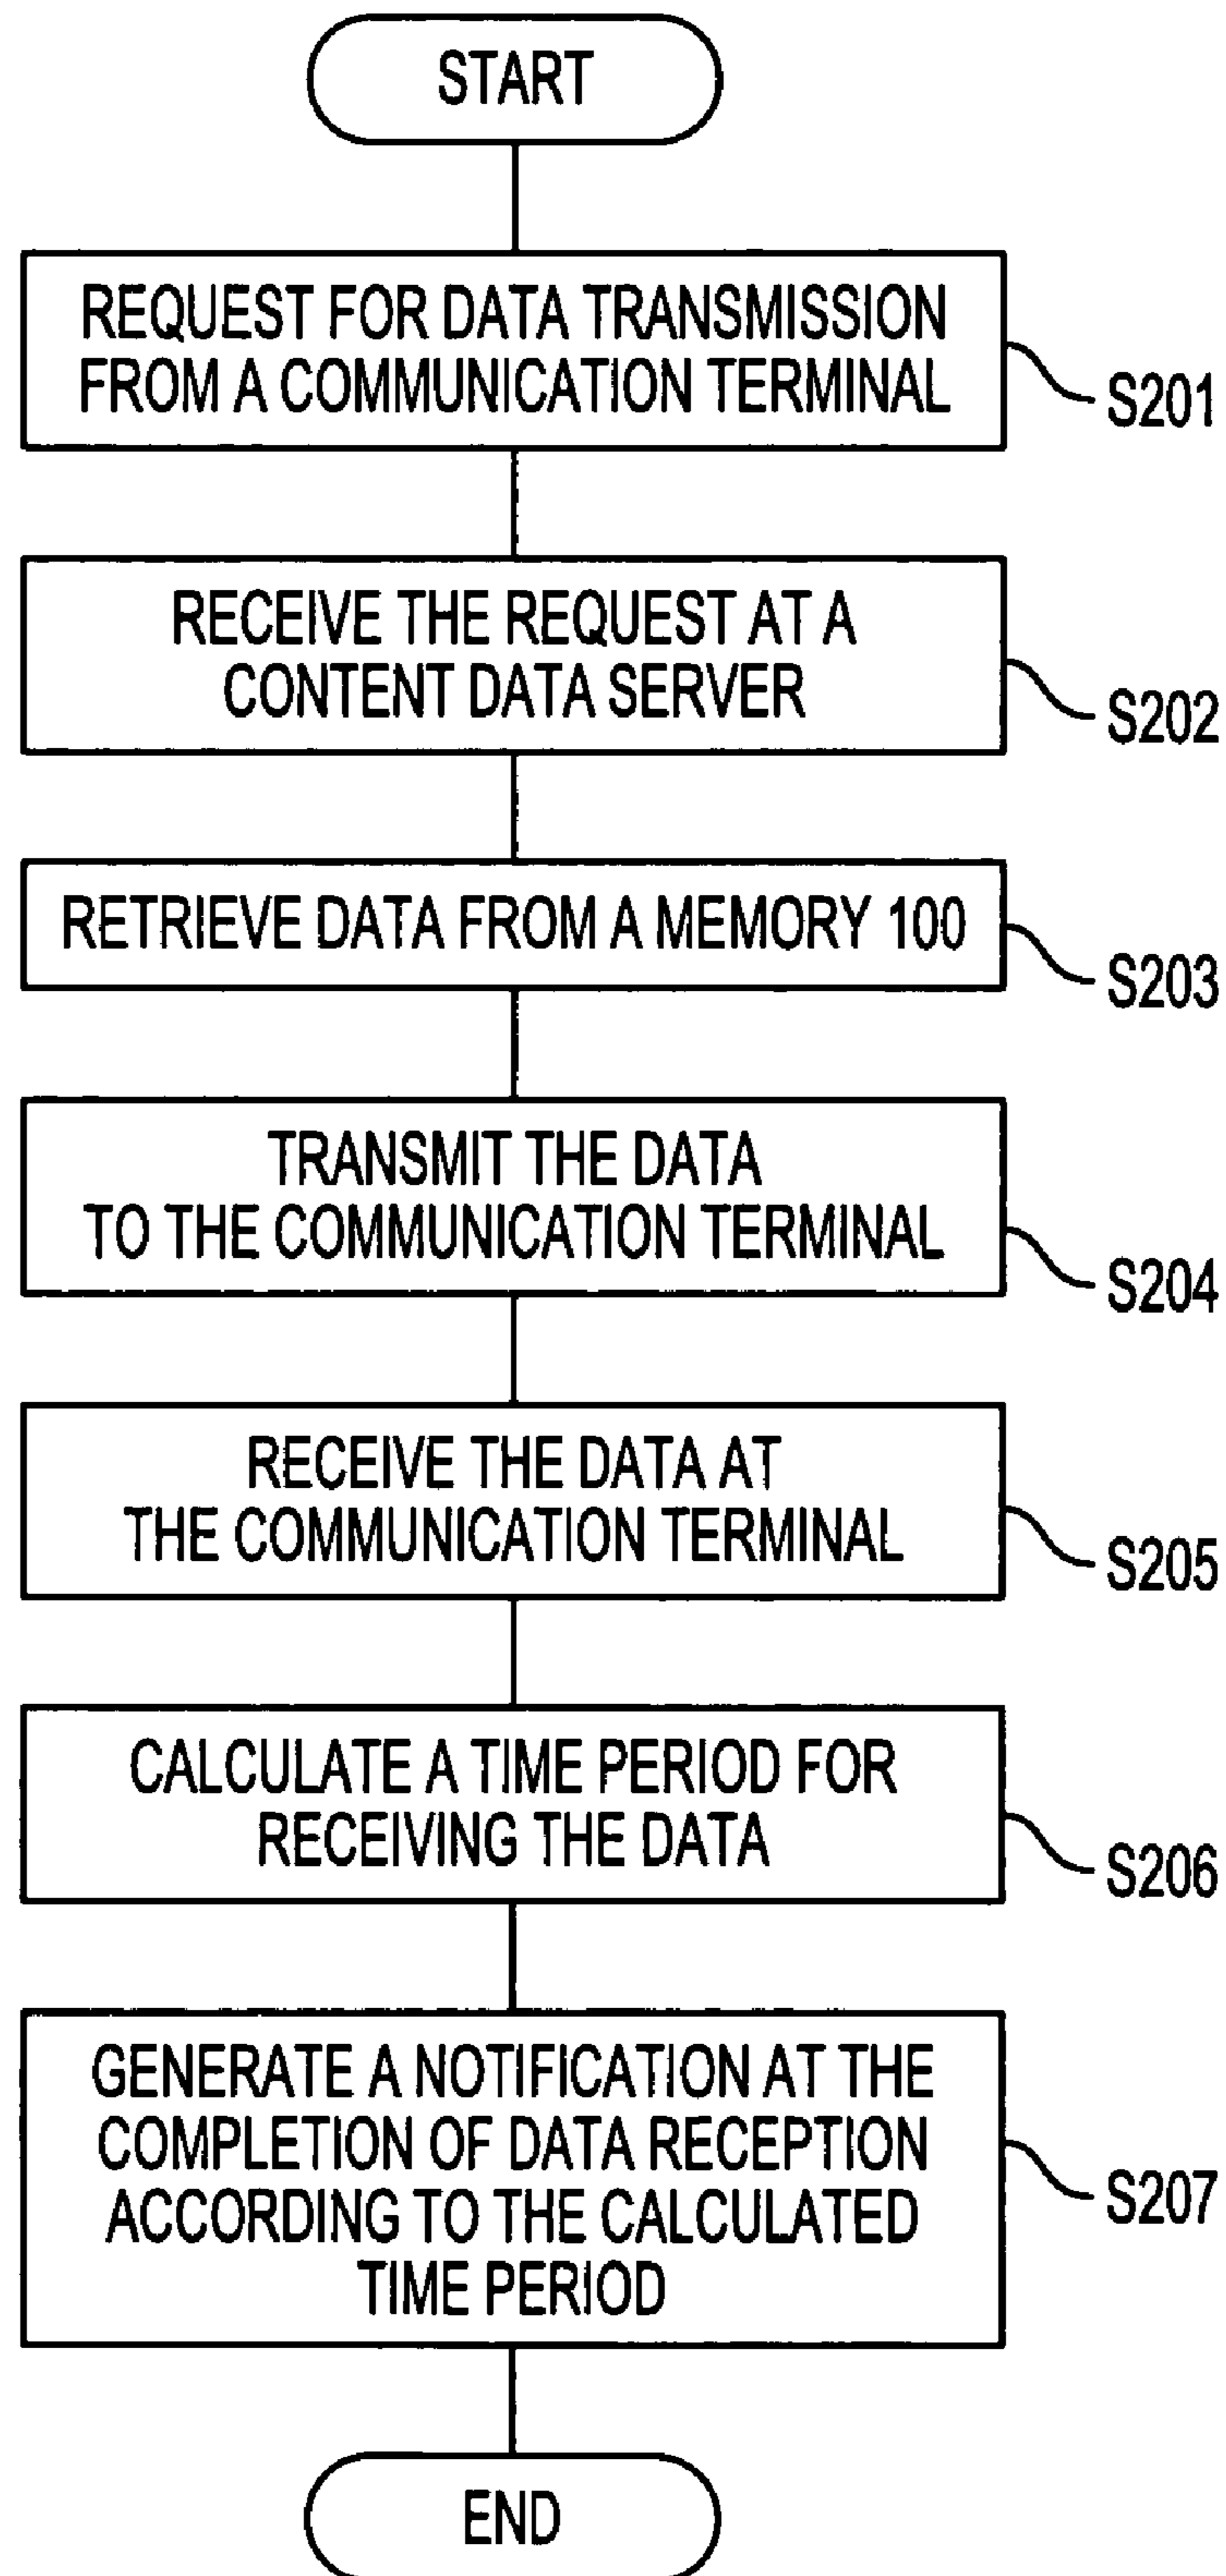 START
REQUEST FOR DATA TRANSMISSION
FROM A COMMUNICATION TERMINAL
S201
RECEIVE THE REQUEST AT A
CONTENT DATA SERVER
S202
RETRIEVE DATA FROM A MEMORY 100
S203
TRANSMIT THE DATA
TO THE COMMUNICATION TERMINAL
S204
RECEIVE THE DATA AT
THE COMMUNICATION TERMINAL
S205
CALCULATE A TIME PERIOD FOR
RECEIVING THE DATA
S206
GENERATE A NOTIFICATION AT THE
COMPLETION OF DATA RECEPTION
ACCORDING TO THE CALCULATED
TIME PERIOD
S207
END